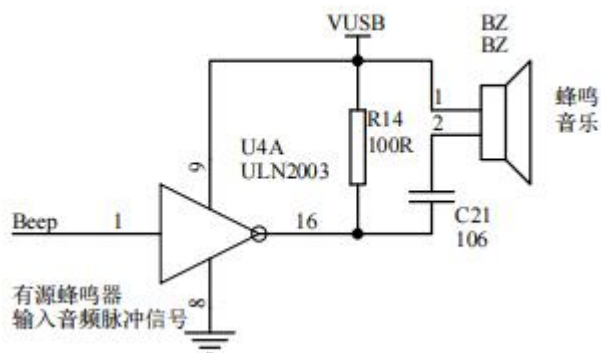 VUSB
BZ
BZ
1
2
蜂鸣
音乐
R14
100R
U4A
ULN2003
9
Beep
1
16
C21
106
8
有源蜂鸣器
输入音频脉冲信号